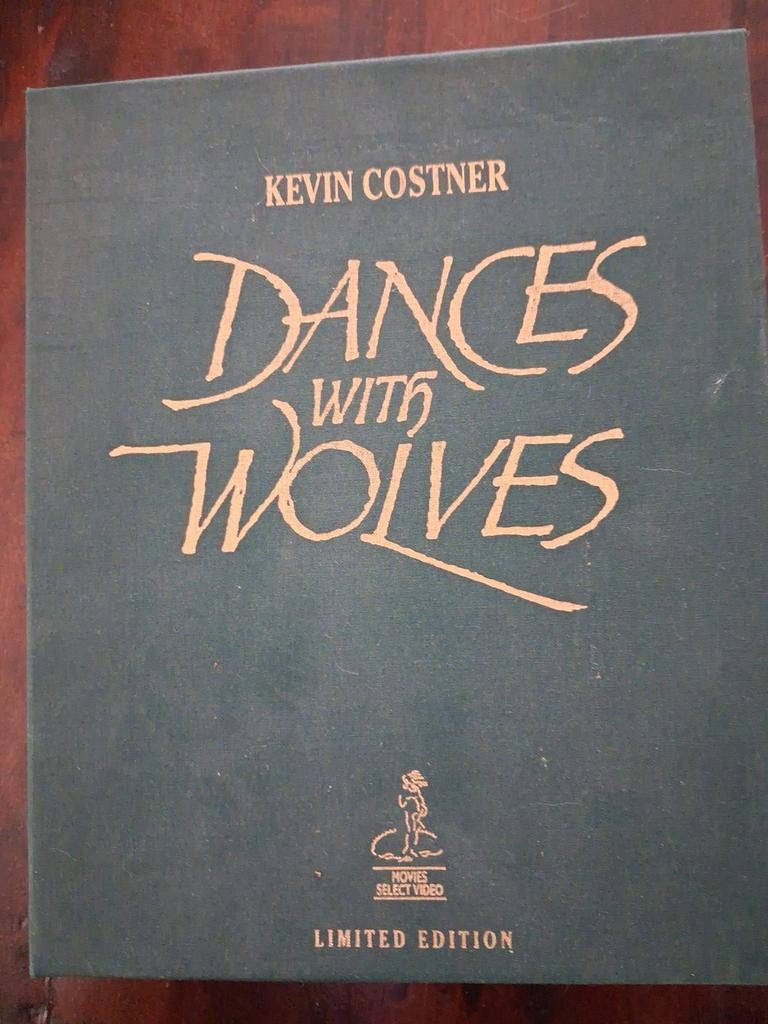 KEVIN COSTNER
DANCES
WITH
WOLVES
MOVIES
SELECT VIDEO
LIMITED EDITION